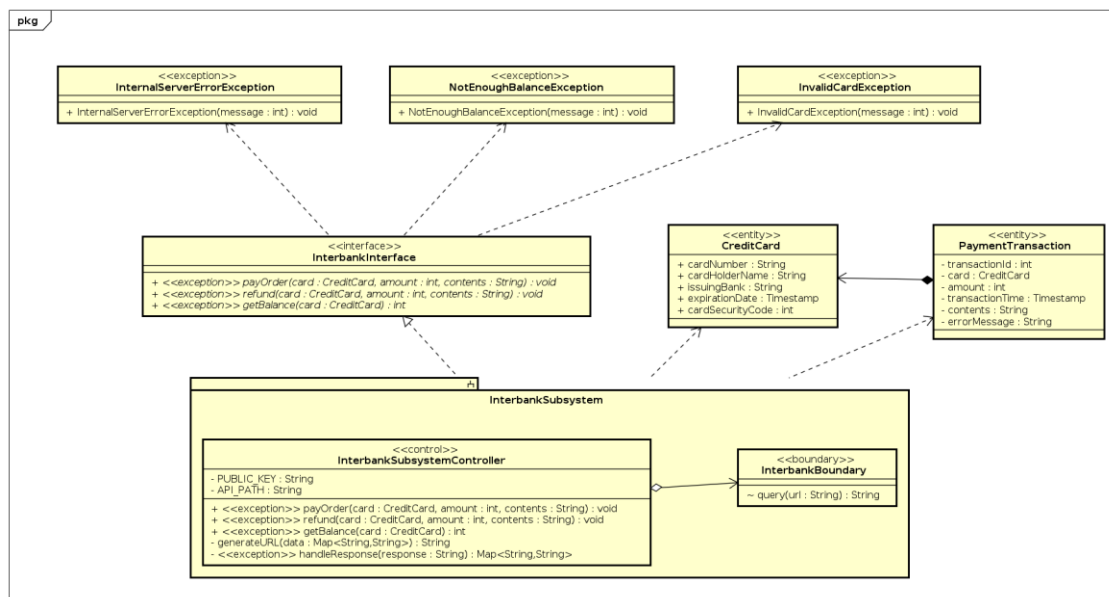 pkg
<<exception>>
InternalServerErrorException
+ InternalServerErrorException(message : int) : void
<<exception>>
NotEnoughBalanceException
+ NotEnoughBalanceException(message : int) : void
<<exception>>
InvalidCardException
+ InvalidCardException(message : int) : void
<<interface>>
InterbankInterface
+ <<exception>> payOrder(card : CreditCard, amount : int, contents : String) : void
+ <<exception>> refund(card : CreditCard, amount : int, contents : String) : void
+ <<exception>> getBalance(card : CreditCard) : int
<<entity>>
CreditCard
+ cardNumber : String
+ cardHolderName : String
+ issuingBank : String
+ expirationDate : Timestamp
+ cardSecurityCode : int
<<entity>>
PaymentTransaction
- transactionId : int
- card : CreditCard
- amount : int
- transactionTime : Timestamp
- contents : String
- errorMessage : String
InterbankSubsystem
<<control>>
InterbankSubsystemController
- PUBLIC_KEY : String
- API_PATH : String
+ <<exception>> payOrder(card : CreditCard, amount : int, contents : String) : void
+ <<exception>> refund(card : CreditCard, amount : int, contents : String) : void
+ <<exception>> getBalance(card : CreditCard) : int
- generateURL(data : Map<String,String>) : String
- <<exception>> handleResponse(response : String) : Map<String,String>
<<boundary>>
InterbankBoundary
~ query(url : String) : String